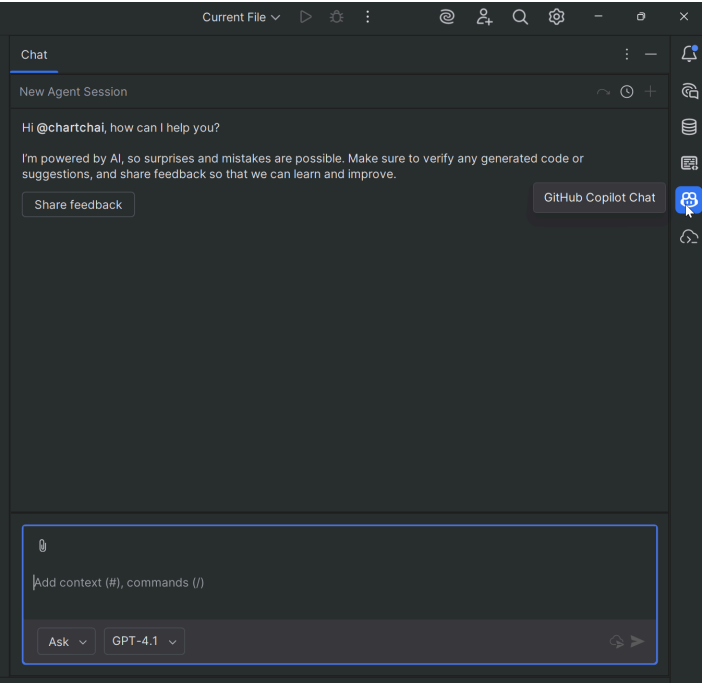 Current File
Chat
New Agent Session
Hi @chartchai, how can I help you?
I'm powered by AI, so surprises and mistakes are possible. Make sure to verify any generated code or
suggestions, and share feedback so that we can learn and improve.
Share feedback
GitHub Copilot Chat
Add context (#), commands (/)
Ask
GPT-4.1